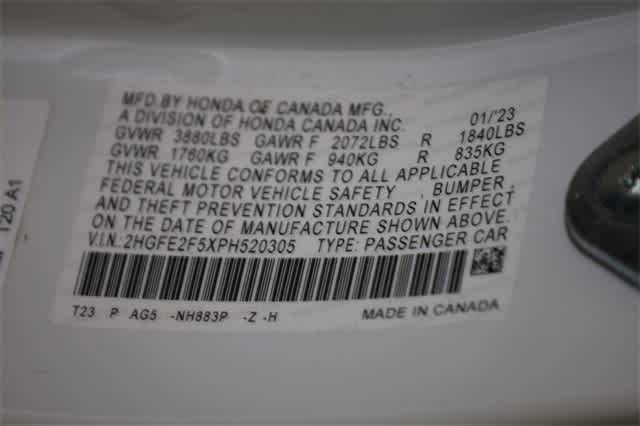 MFD.BY HONDA OF CANADA MFG., 01/'23
A DIVISION OF HONDA CANADA INC.
GVWR 3880LBS GAWR F 2072LBS R 1840LBS
GVWR 1760KG GAWR F 940KG R 835KG
THIS VEHICLE CONFORMS TO ALL APPLICABLE
FEDERAL MOTOR VEHICLE SAFETY , BUMPER ,
AND THEFT PREVENTION STANDARDS IN EFFECT
ON THE DATE OF MANUFACTURE SHOWN ABOVE.
V.I.N.:2HGFE2F5XPH520305 TYPE: PASSENGER CAR
T23 P AG5 -NH883P -Z -H MADE IN CANADA
120 A1